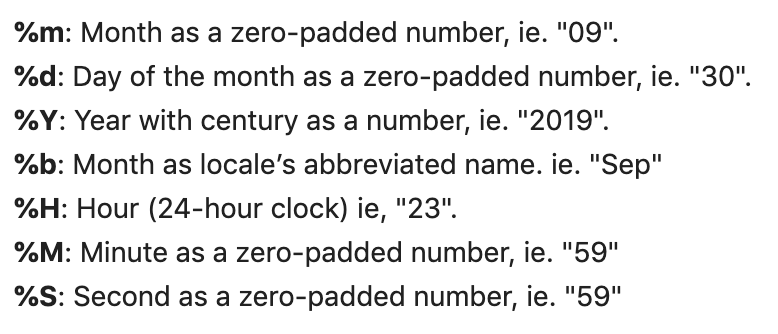 %m: Month as a zero-padded number, ie. "09".
%d: Day of the month as a zero-padded number, ie. "30".
%Y: Year with century as a number, ie. "2019".
%b: Month as locale’s abbreviated name. ie. "Sep"
%H: Hour (24-hour clock) ie, "23".
%M: Minute as a zero-padded number, ie. "59"
%S: Second as a zero-padded number, ie. "59"